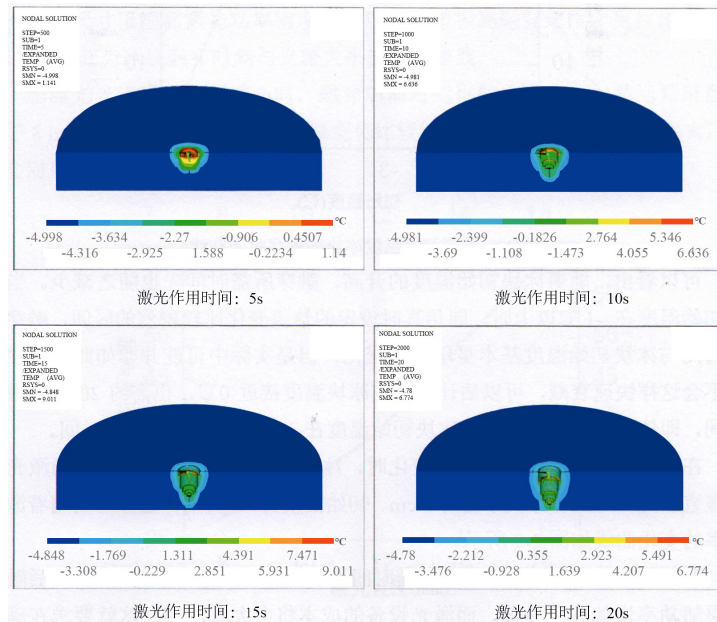 NODAL SOLUTION
STEP=500
SUB=1
TIME=5
/EXPANDED
TEMP (AVG)
RSYS=0
SMN = -4.998
SMX = 1.141
°C
-4.998 -3.634 -2.27 -0.906 0.4507
-4.316 -2.925 -1.588 -0.2234 1.14
激光作用时间：5s
NODAL SOLUTION
STEP=1000
SUB=1
TIME=10
/EXPANDED
TEMP (AVG)
RSYS=0
SMN = -4.981
SMX = 6.636
°C
-4.981 -2.399 -0.1826 2.764 5.346
-3.69 -1.108 -1.473 4.055 6.636
激光作用时间：10s
NODAL SOLUTION
STEP=1500
SUB=1
TIME=15
/EXPANDED
TEMP (AVG)
RSYS=0
SMN = -4.848
SMX = 9.011
°C
-4.848 -1.769 1.311 4.391 7.471
-3.308 -0.229 2.851 5.931 9.011
激光作用时间：15s
NODAL SOLUTION
STEP=2000
SUB=1
TIME=20
/EXPANDED
TEMP (AVG)
RSYS=0
SMN = -4.78
SMX = 6.774
°C
-4.78 -2.212 0.355 2.923 5.491
-3.476 -0.928 1.639 4.207 6.774
激光作用时间：20s